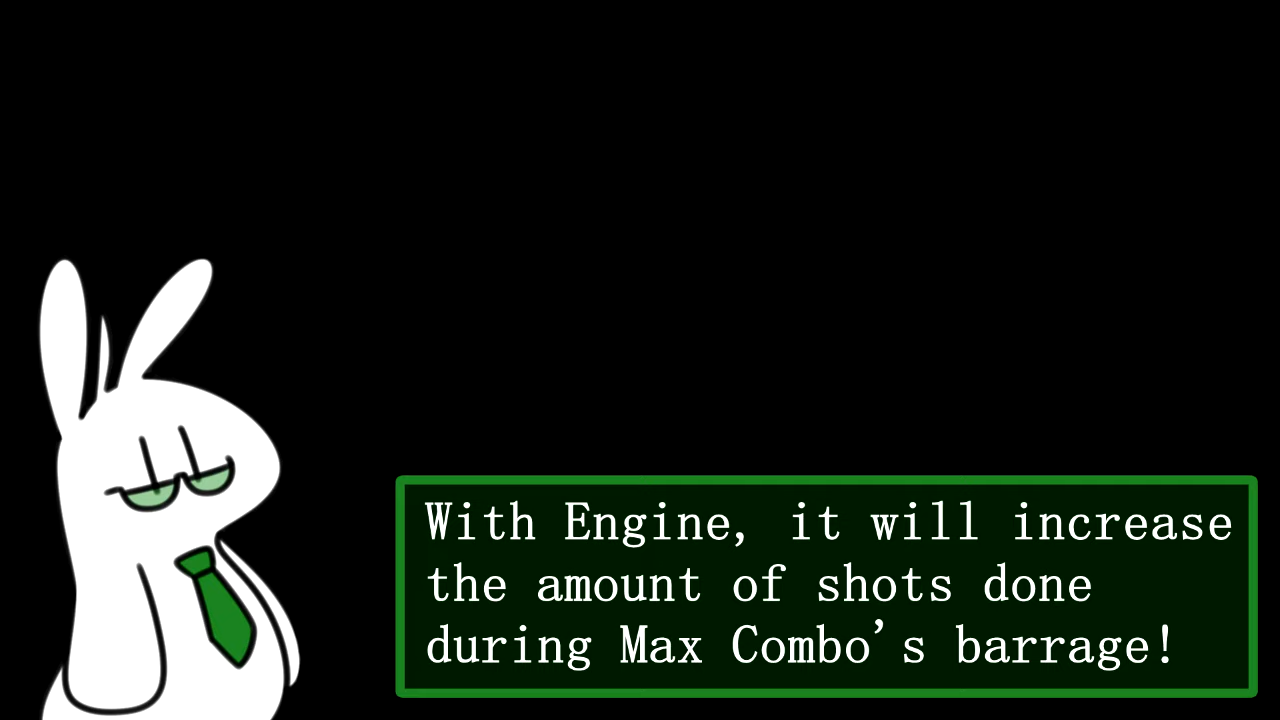 With Engine, it will increase
the amount of shots done
during Max Combo's barrage!